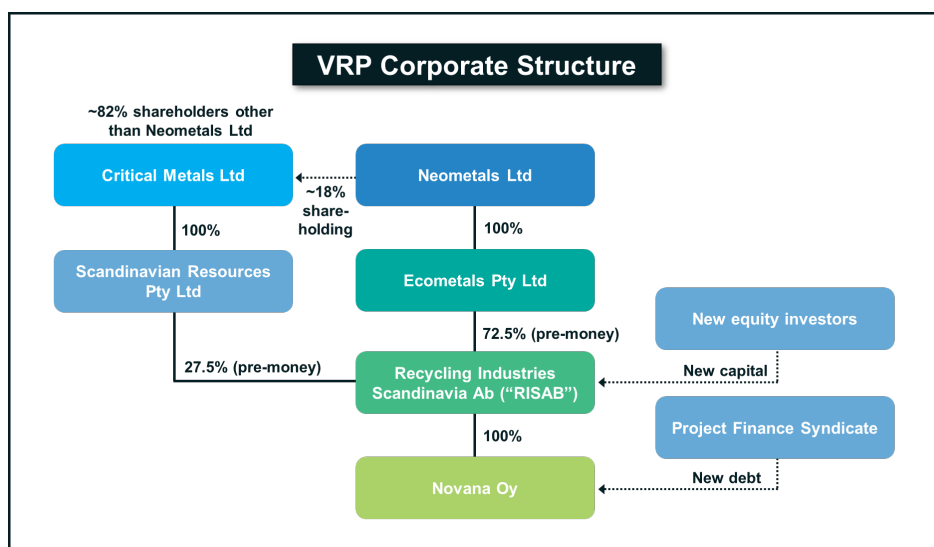 VRP Corporate Structure
~82% shareholders other
than Neometals Ltd
Critical Metals Ltd
Neometals Ltd
~18%
share-
holding
100%
100%
Scandinavian Resources
Pty Ltd
Ecometals Pty Ltd
New equity investors
72.5% (pre-money)
27.5% (pre-money)
Recycling Industries
Scandinavia Ab (“RISAB”)
New capital
100%
Project Finance Syndicate
Novana Oy
New debt